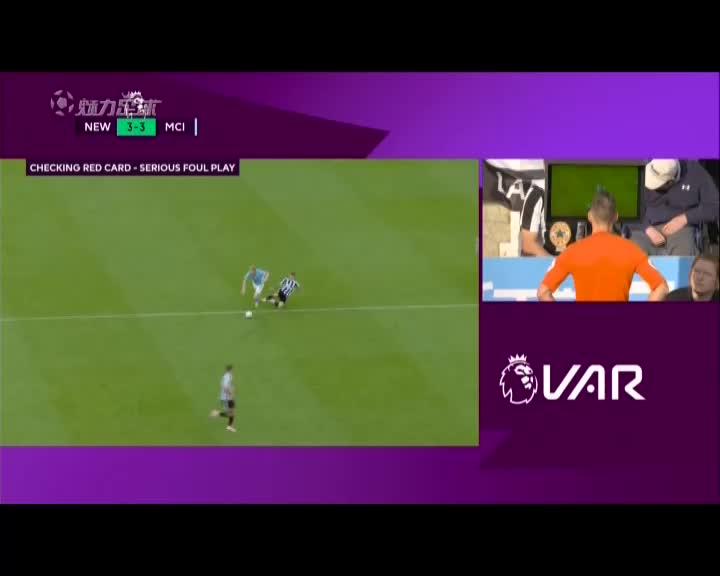 魅力足球
NEW 3-3 MCI
CHECKING RED CARD - SERIOUS FOUL PLAY
VAR